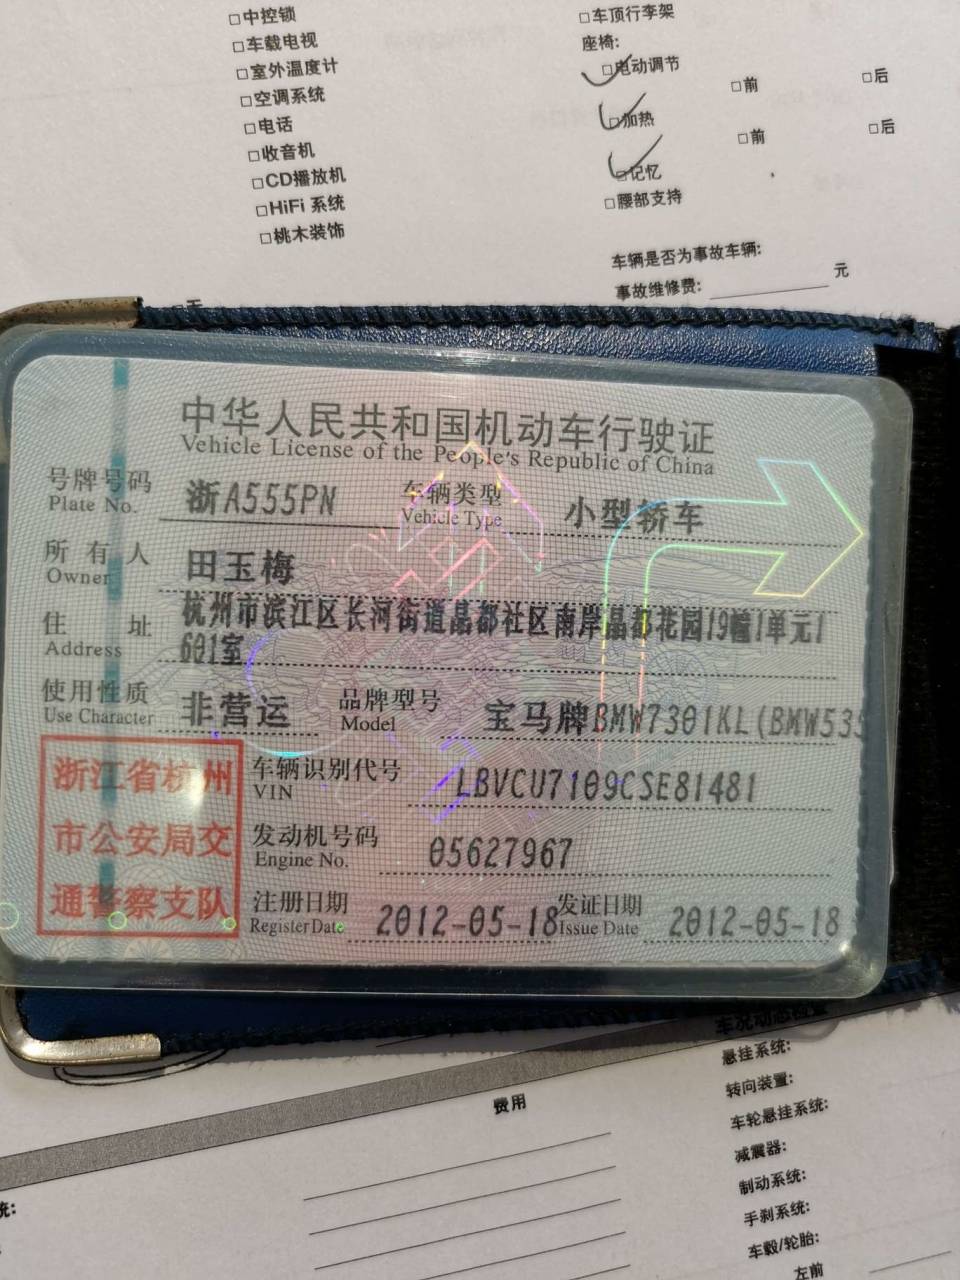 □中控锁
□车载电视
□室外温度计
□空调系统
□电话
□收音机
□CD播放机
□HiFi 系统
□桃木装饰
□车顶行李架
座椅:
□电动调节 □前 □后
□加热 □前 □后
□记忆
□腰部支持
车辆是否为事故车辆:
事故维修费: 元
中华人民共和国机动车行驶证
Vehicle License of the People's Republic of China
号牌号码 浙A555PN 车辆类型 小型轿车
Plate No. Vehicle Type
所有人 田玉梅
Owner
住址 杭州市滨江区长河街道晶都社区南岸晶都花园19幢1单元1
Address 601室
使用性质 非营运 品牌型号 宝马牌BMW7301KL(BMW535
Use Character Model
浙江省杭州
市公安局交
通警察支队
车辆识别代号 LBVCU7109CSE81481
VIN
发动机号码 05627967
Engine No.
注册日期 2012-05-18 发证日期 2012-05-18
Register Date Issue Date
费用
悬挂系统:
转向装置:
车轮悬挂系统:
减震器:
制动系统:
手刹系统:
车毂/轮胎:
左前